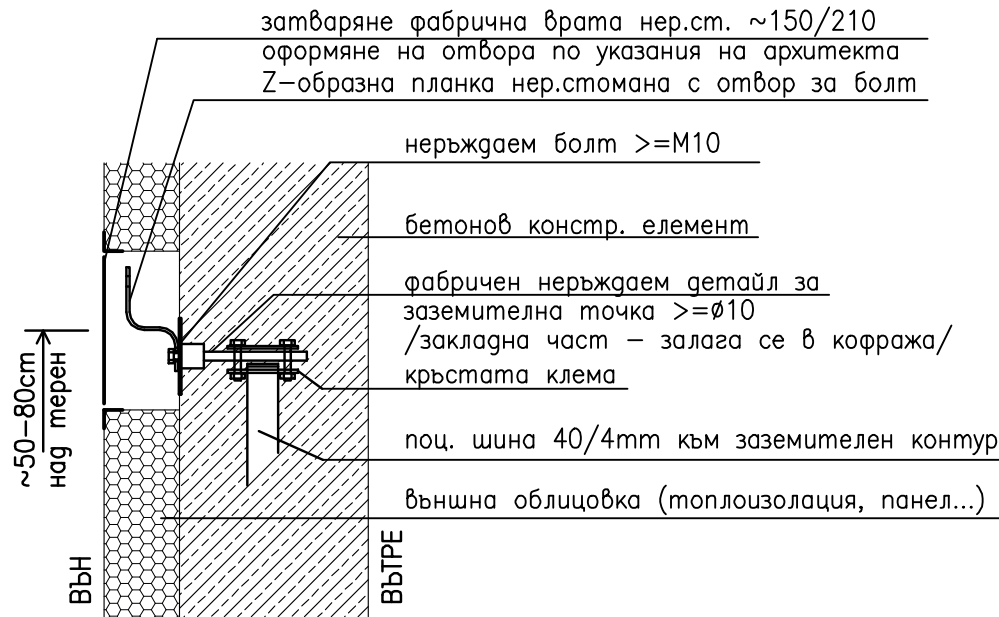 затваряне фабрична врата нер.ст. ~150/210
оформяне на отвора по указания на архитекта
Z-образна планка нер.стомана с отвор за болт
неръждаем болт >=M10
бетонов констр. елемент
фабричен неръждаем детайл за
заземителна точка >=ø10
/закладна част - залага се в кофража/
кръстата клема
поц. шина 40/4mm към заземителен контур
външна облицовка (топлоизолация, панел...)
~50-80cm
над терен
ВЪН
ВЪТРЕ